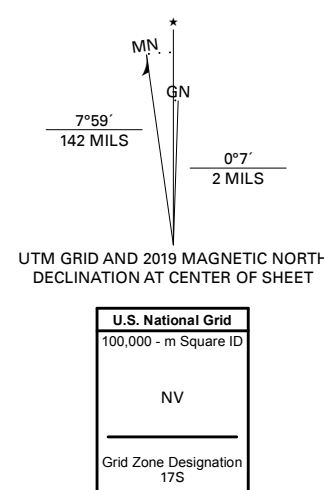 ★
MN
GN
7°59´
142 MILS
0°7´
2 MILS
UTM GRID AND 2019 MAGNETIC NORTH
DECLINATION AT CENTER OF SHEET
U.S. National Grid
100,000 - m Square ID
NV
Grid Zone Designation
17S